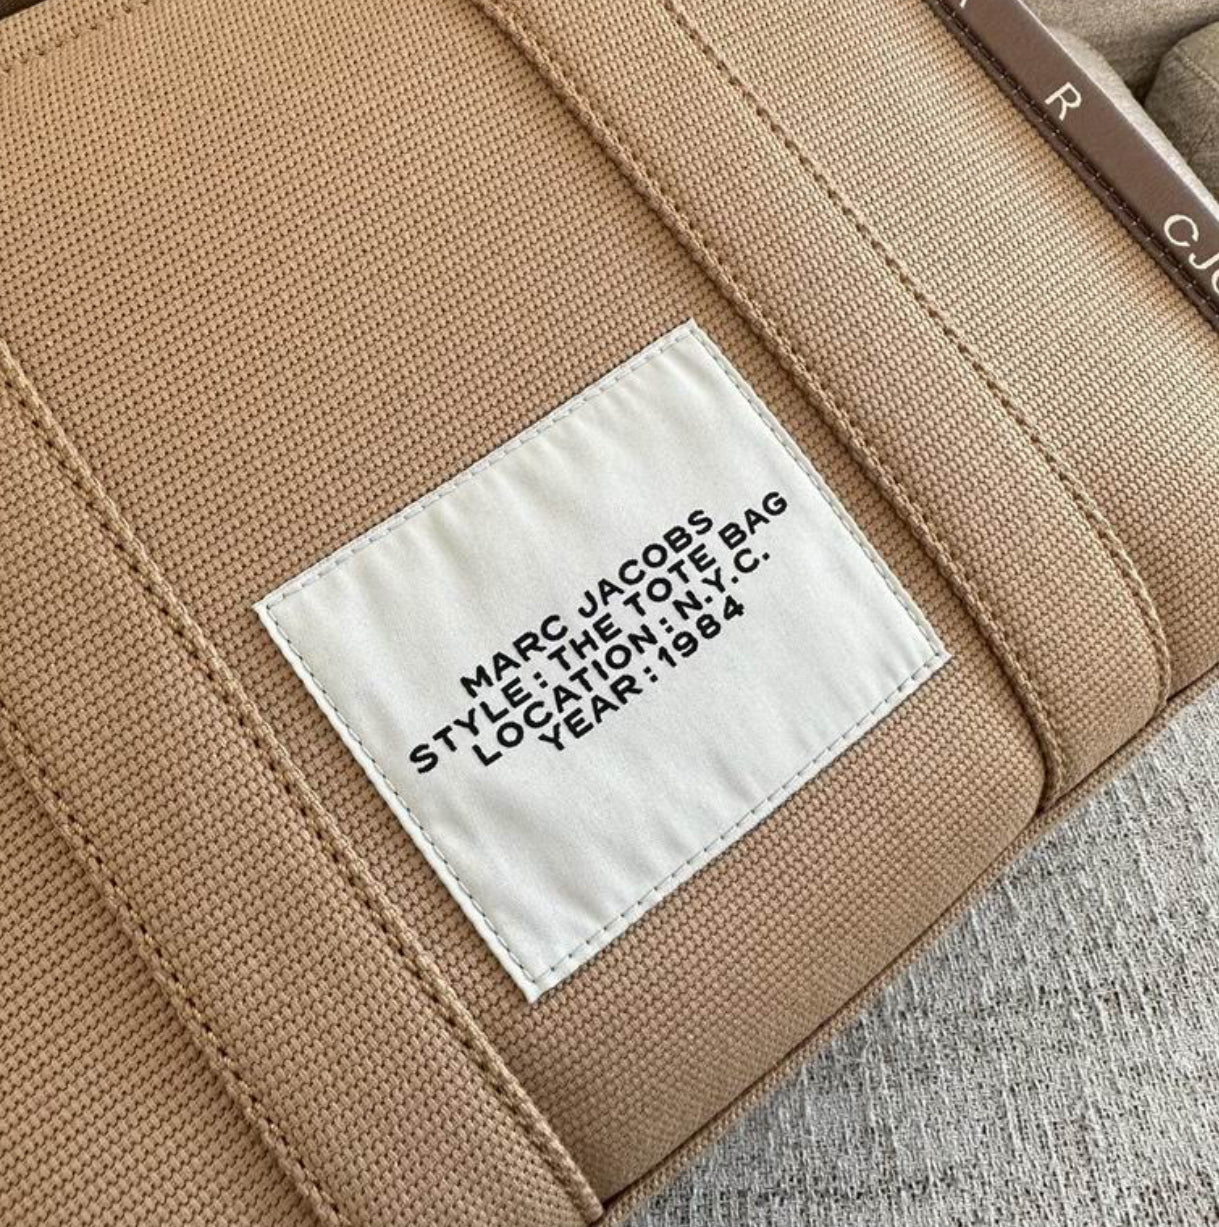 MARC JACOBS
STYLE: THE TOTE BAG
LOCATION: N.Y.C.
YEAR: 1984
R
C J